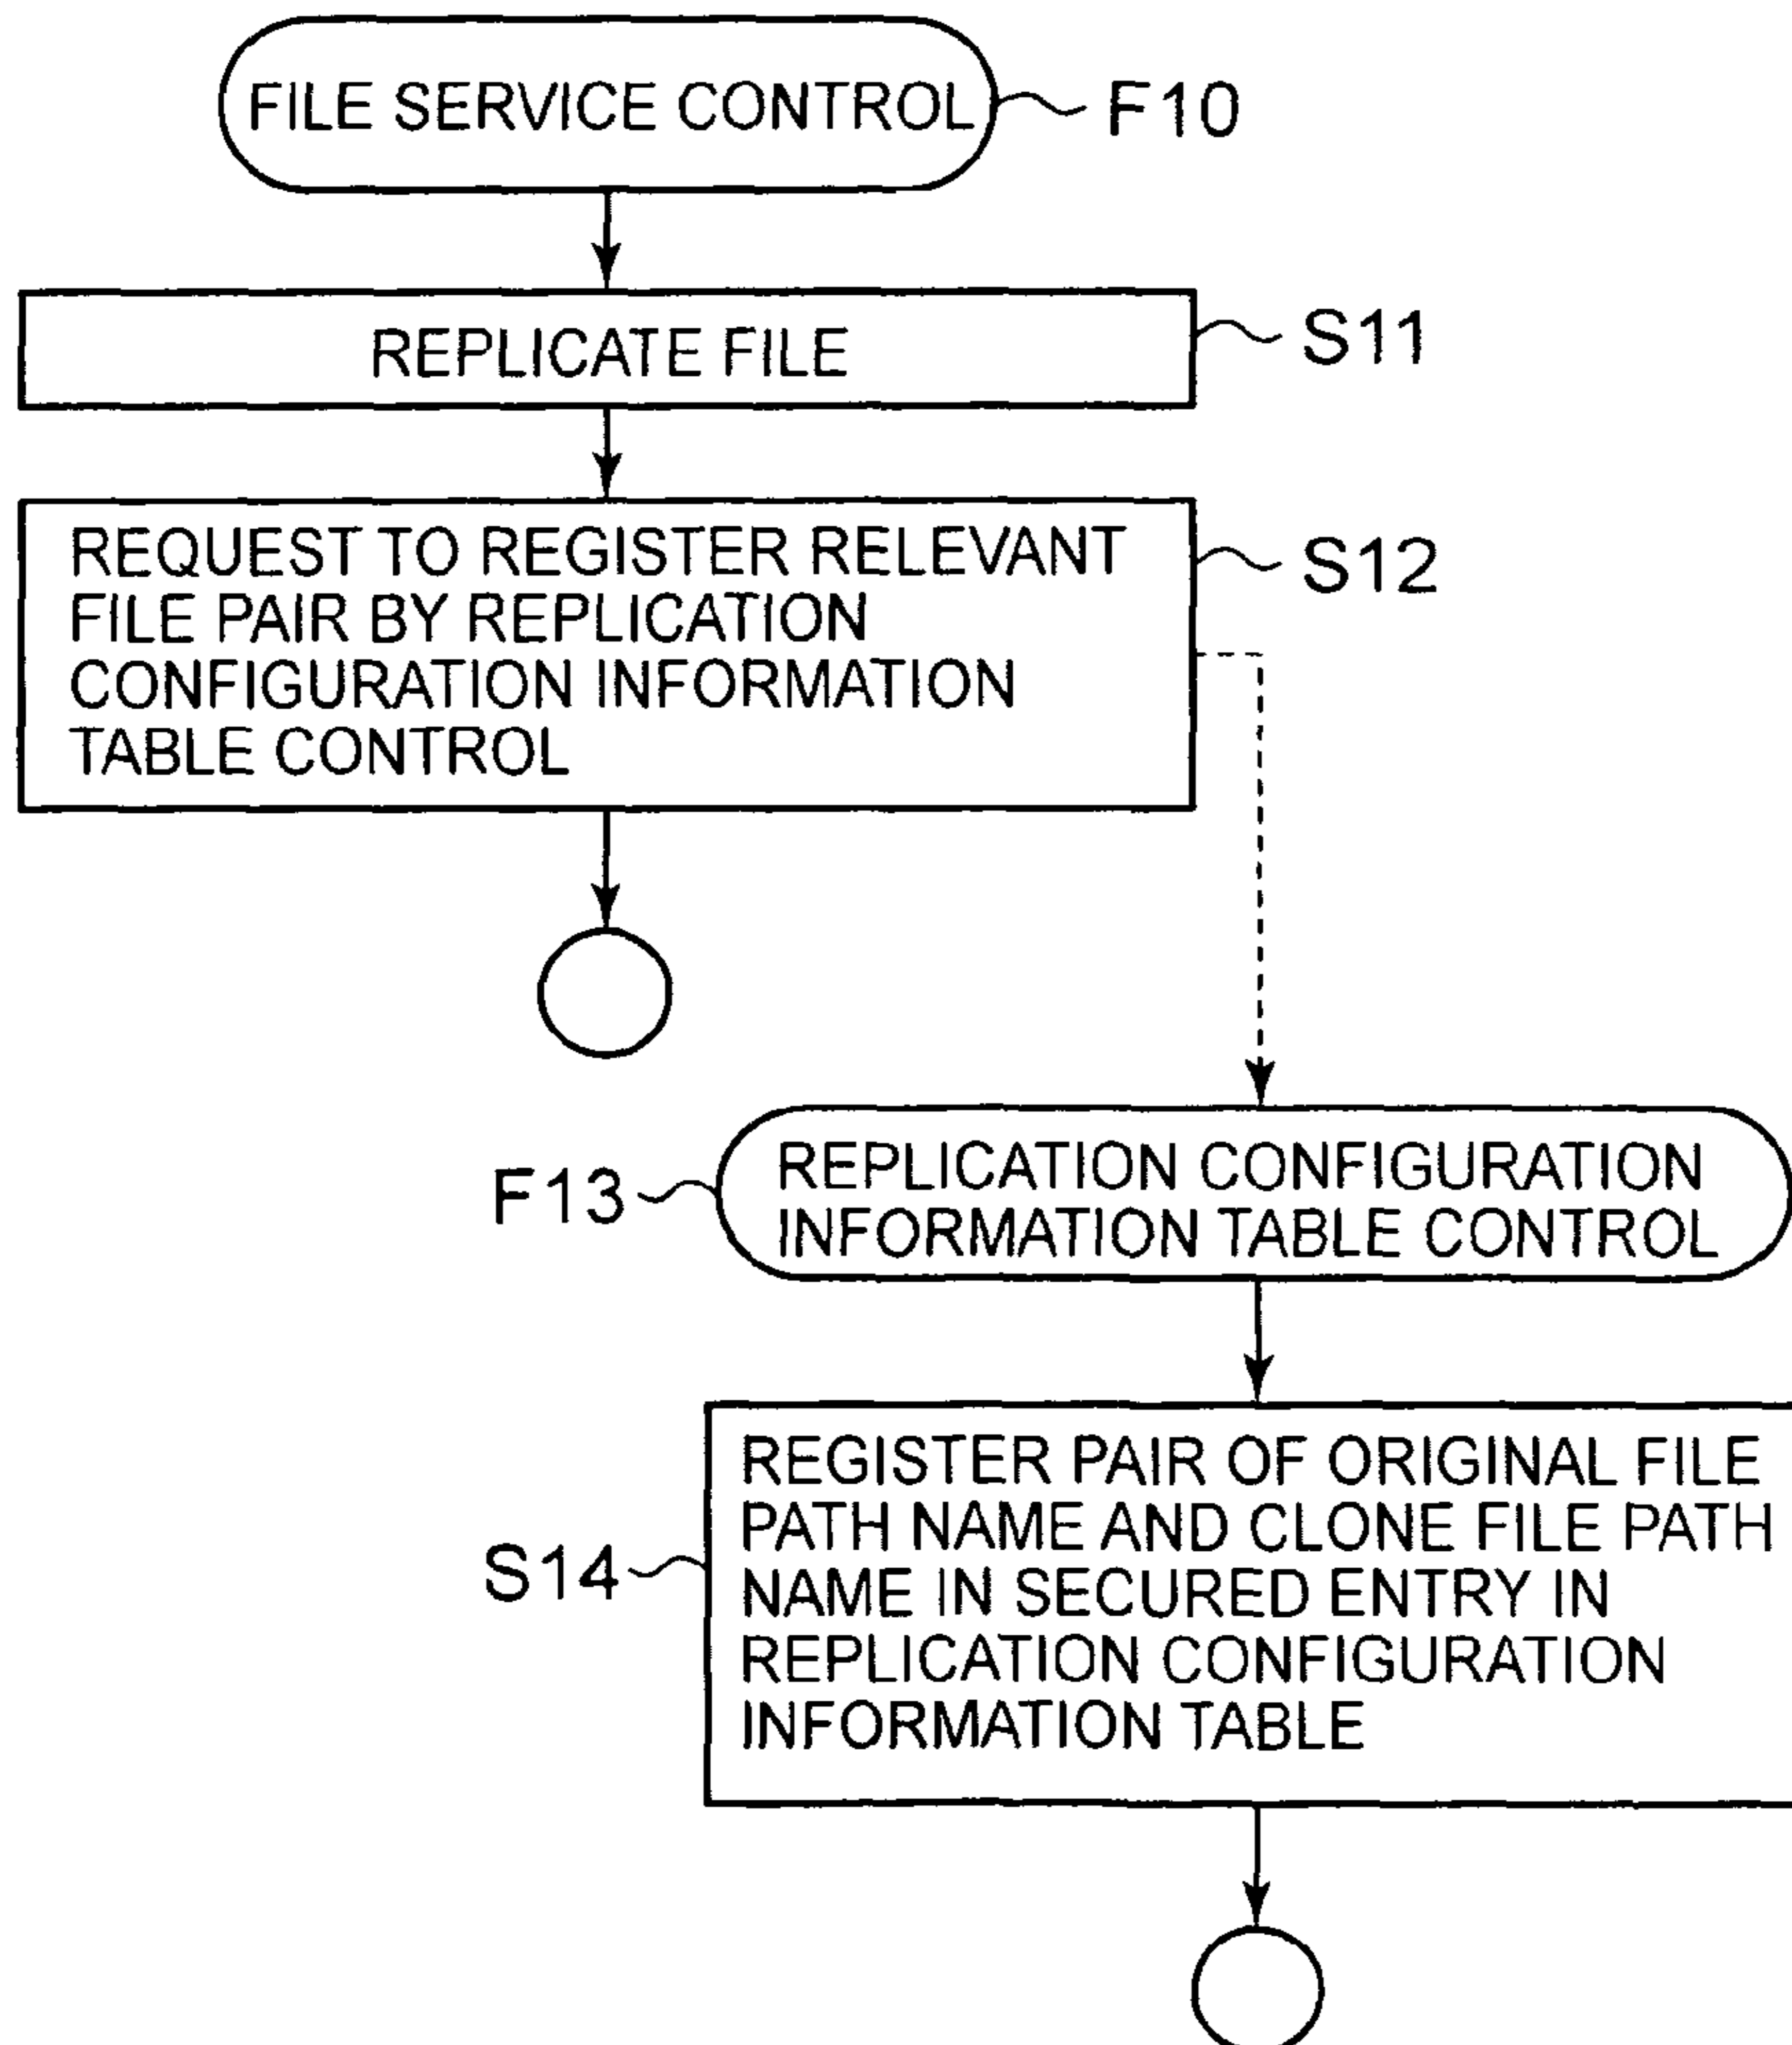 FILE SERVICE CONTROL
F10
REPLICATE FILE
S11
REQUEST TO REGISTER RELEVANT
FILE PAIR BY REPLICATION
CONFIGURATION INFORMATION
TABLE CONTROL
S12
F13
REPLICATION CONFIGURATION
INFORMATION TABLE CONTROL
S14
REGISTER PAIR OF ORIGINAL FILE
PATH NAME AND CLONE FILE PATH
NAME IN SECURED ENTRY IN
REPLICATION CONFIGURATION
INFORMATION TABLE